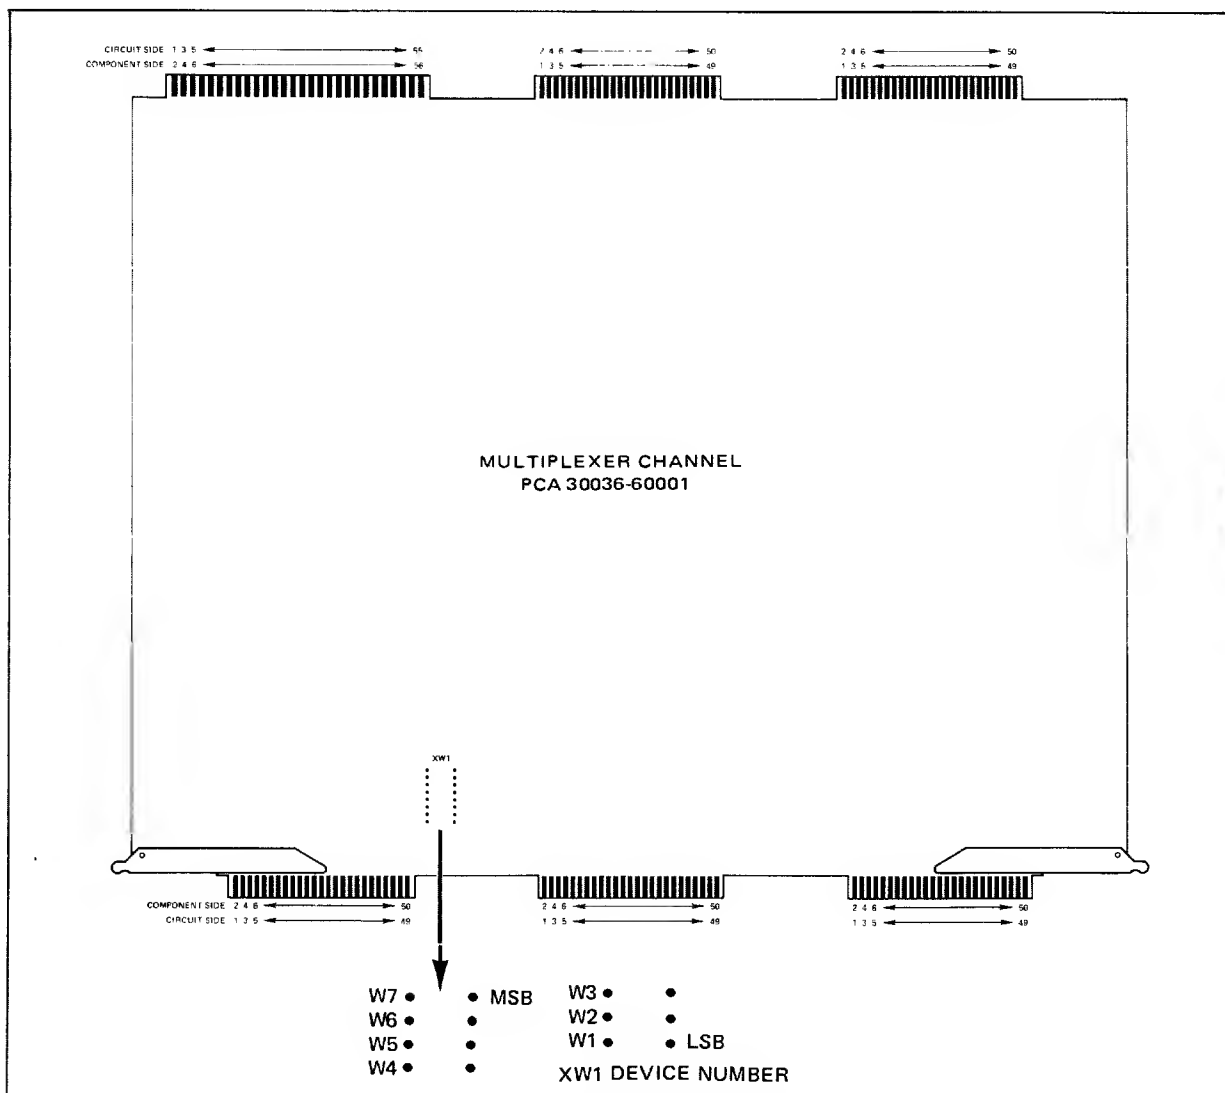 CIRCUIT SIDE 1 3 5 55
COMPONENT SIDE 2 4 6 56
2 4 6 50
1 3 5 49
2 4 6 50
1 3 5 49
MULTIPLEXER CHANNEL
PCA 30036-60001
XW1
COMPONENT SIDE 2 4 6 50
CIRCUIT SIDE 1 3 5 49
2 4 6 50
1 3 5 49
2 4 6 50
1 3 5 49
W7 MSB
W6
W5
W4
W3
W2
W1 LSB
XW1 DEVICE NUMBER